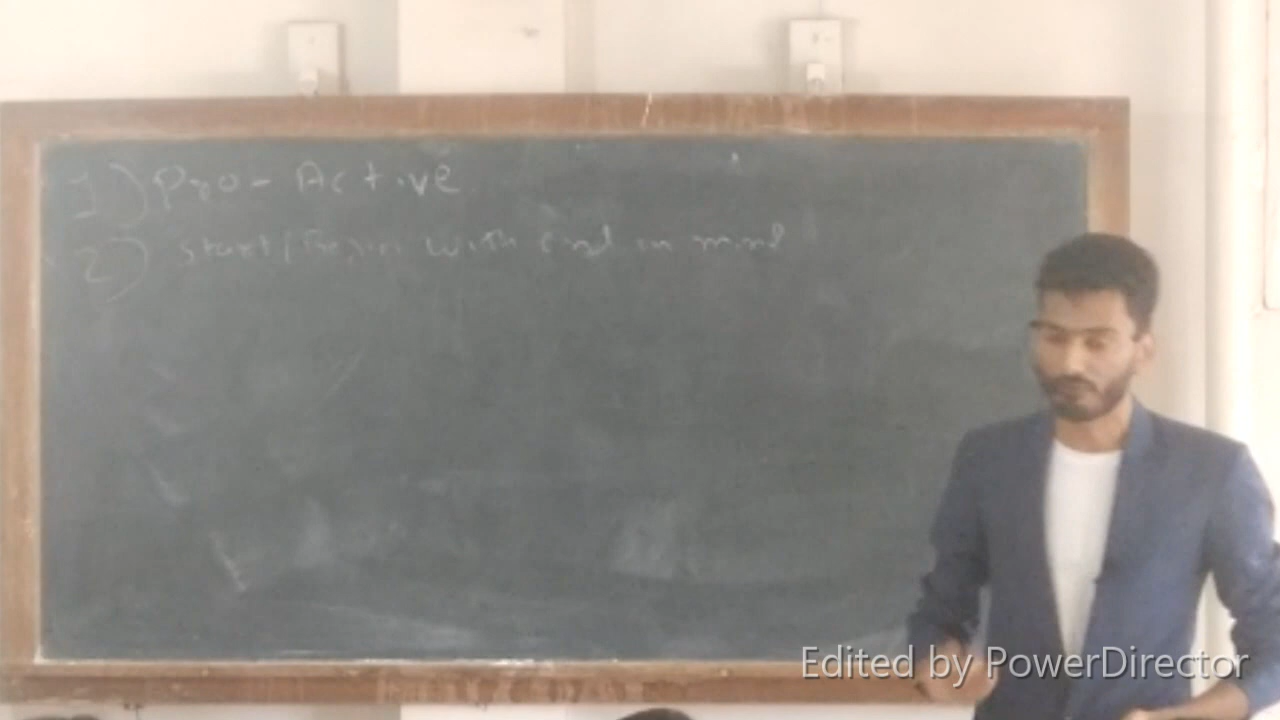 1) Pro-Active
2) Start/Begin with end in mind
Edited by PowerDirector